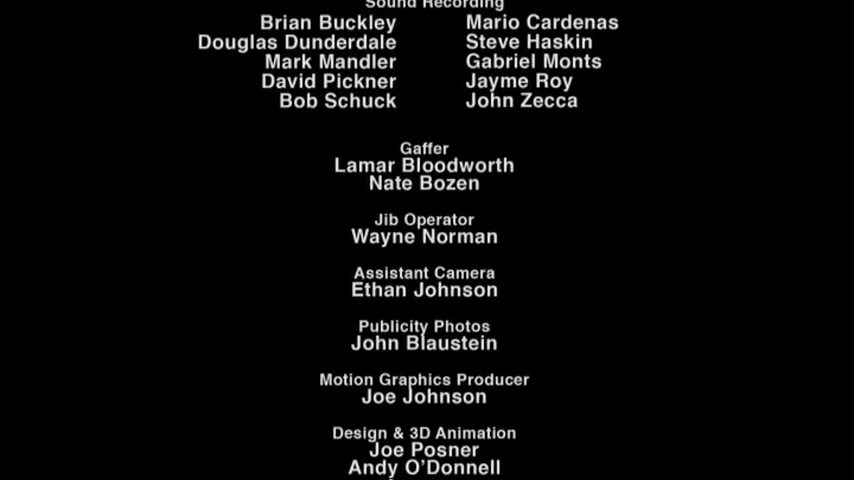 Sound Recording
Brian Buckley Mario Cardenas
Douglas Dunderdale Steve Haskin
Mark Mandler Gabriel Monts
David Pickner Jayme Roy
Bob Schuck John Zecca
Gaffer
Lamar Bloodworth
Nate Bozen
Jib Operator
Wayne Norman
Assistant Camera
Ethan Johnson
Publicity Photos
John Blaustein
Motion Graphics Producer
Joe Johnson
Design & 3D Animation
Joe Posner
Andy O'Donnell